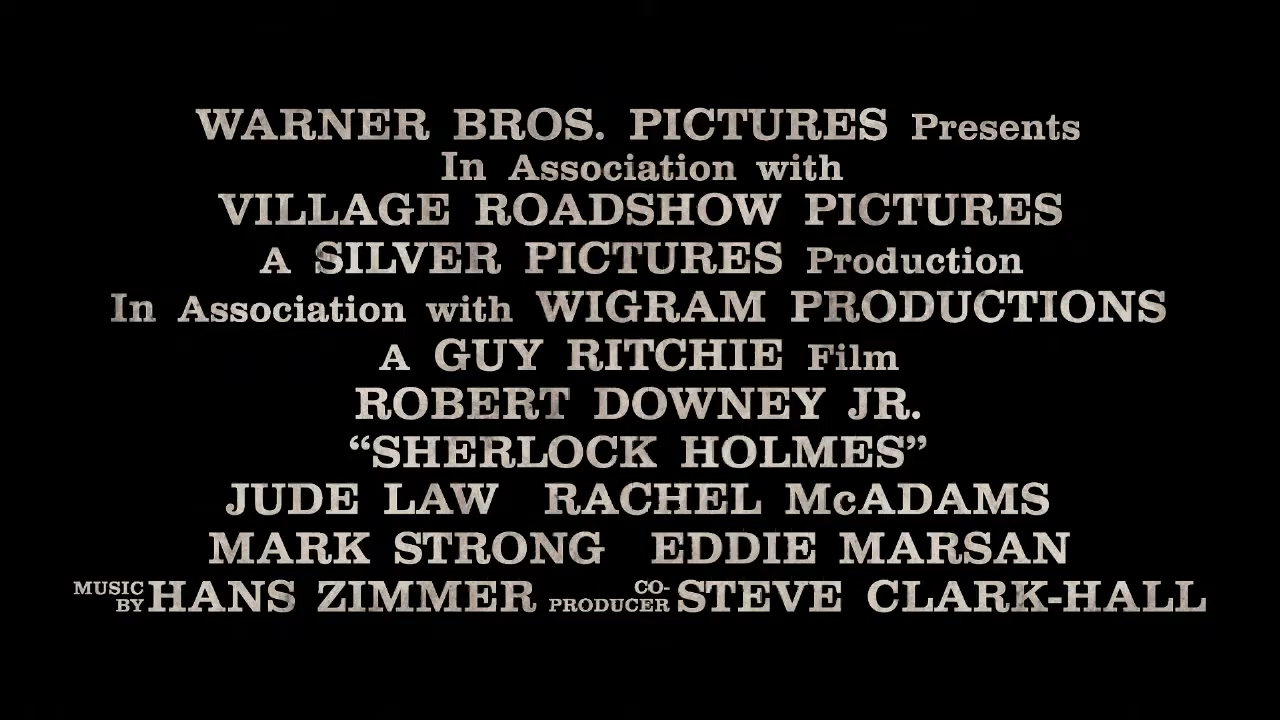 WARNER BROS. PICTURES Presents
In Association with
VILLAGE ROADSHOW PICTURES
A SILVER PICTURES Production
In Association with WIGRAM PRODUCTIONS
A GUY RITCHIE Film
ROBERT DOWNEY JR.
“SHERLOCK HOLMES”
JUDE LAW RACHEL McADAMS
MARK STRONG EDDIE MARSAN
MUSIC BY HANS ZIMMER CO-PRODUCER STEVE CLARK-HALL